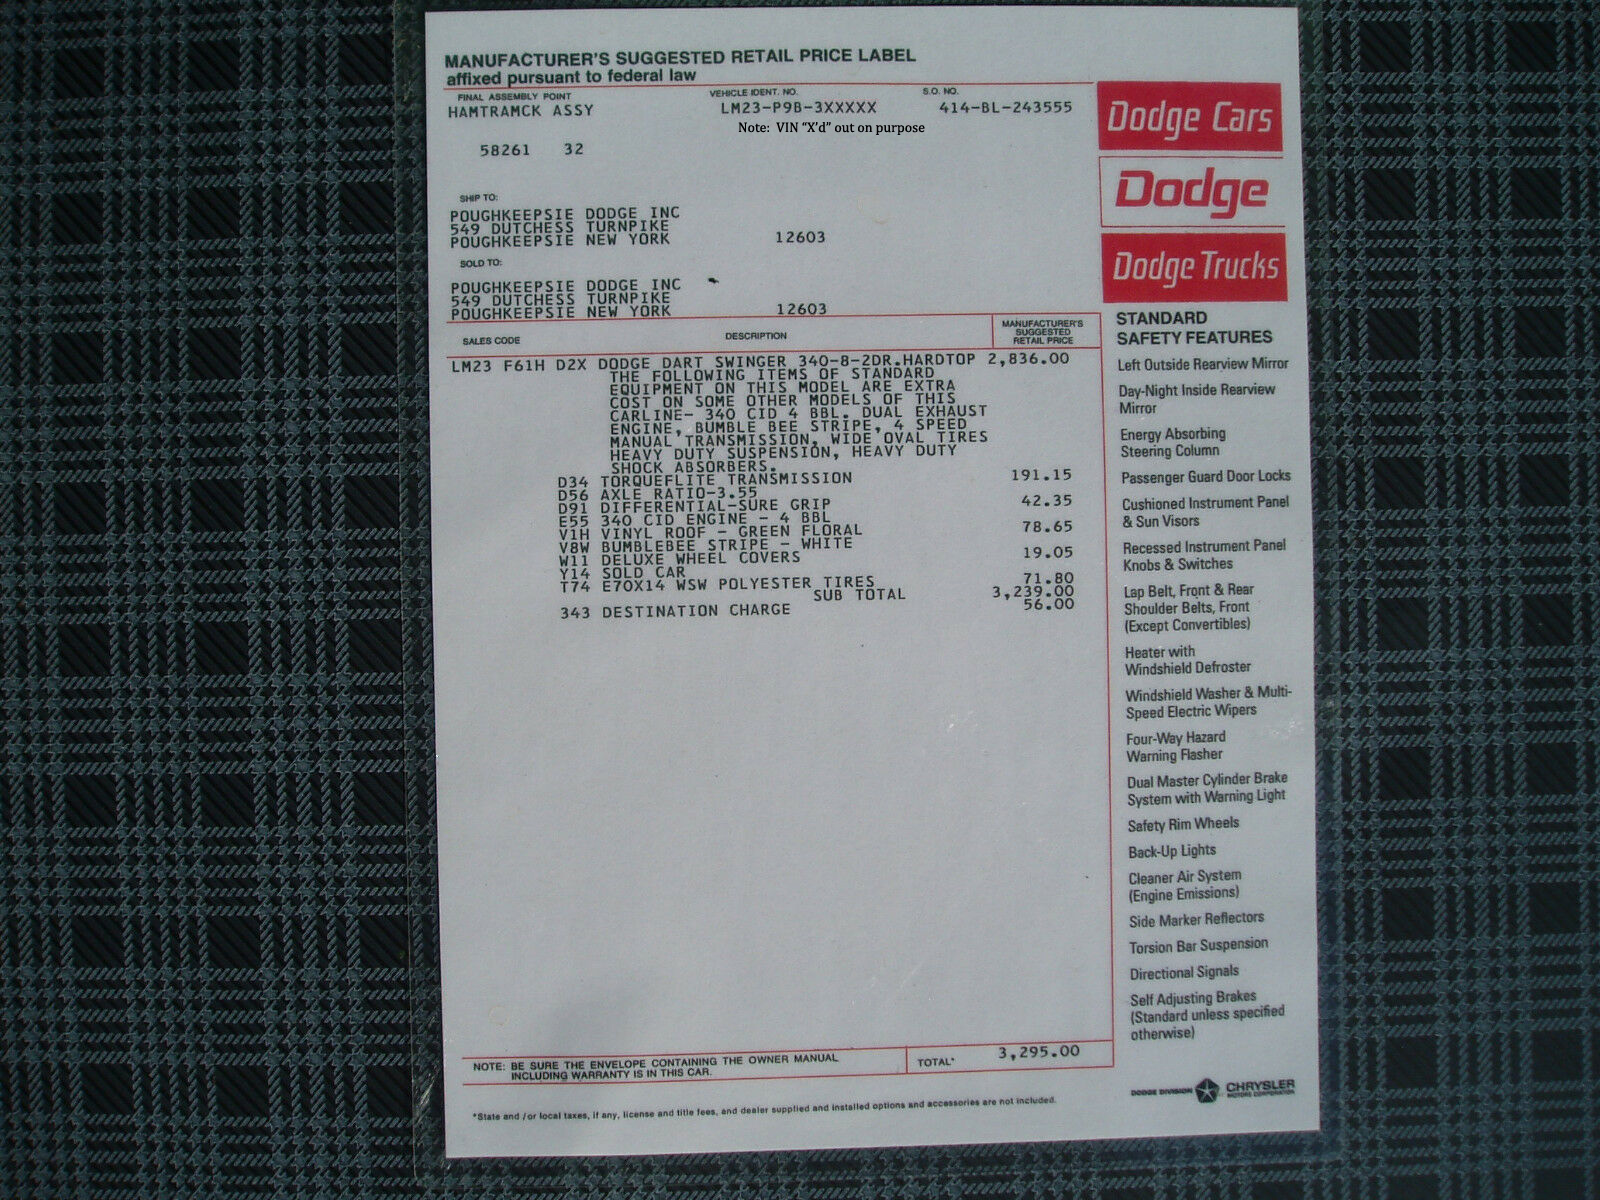 MANUFACTURER'S SUGGESTED RETAIL PRICE LABEL
affixed pursuant to federal law
FINAL ASSEMBLY POINT VEHICLE IDENT. NO. S.O. NO.
HAMTRAMCK ASSY LM23-P9B-3XXXXX 414-BL-243555
Note: VIN "X'd" out on purpose
58261 32
SHIP TO:
POUGHKEEPSIE DODGE INC
549 DUTCHESS TURNPIKE
POUGHKEEPSIE NEW YORK 12603
SOLD TO:
POUGHKEEPSIE DODGE INC
549 DUTCHESS TURNPIKE
POUGHKEEPSIE NEW YORK 12603
SALES CODE DESCRIPTION MANUFACTURER'S
SUGGESTED
RETAIL PRICE
LM23 F61H D2X DODGE DART SWINGER 340-8-2DR.HARDTOP 2,836.00
THE FOLLOWING ITEMS OF STANDARD
EQUIPMENT ON THIS MODEL ARE EXTRA
COST ON SOME OTHER MODELS OF THIS
CARLINE- 340 CID 4 BBL. DUAL EXHAUST
ENGINE, BUMBLE BEE STRIPE, 4 SPEED
MANUAL TRANSMISSION, WIDE OVAL TIRES
HEAVY DUTY SUSPENSION, HEAVY DUTY
SHOCK ABSORBERS.
D34 TORQUEFLITE TRANSMISSION 191.15
D56 AXLE RATIO-3.55
D91 DIFFERENTIAL-SURE GRIP 42.35
E55 340 CID ENGINE - 4 BBL
V1H VINYL ROOF - GREEN FLORAL 78.65
V8W BUMBLEBEE STRIPE - WHITE
W11 DELUXE WHEEL COVERS 19.05
Y14 SOLD CAR
T74 E70X14 WSW POLYESTER TIRES 71.80
SUB TOTAL 3,239.00
343 DESTINATION CHARGE 56.00
NOTE: BE SURE THE ENVELOPE CONTAINING THE OWNER MANUAL
INCLUDING WARRANTY IS IN THIS CAR.
TOTAL* 3,295.00
*State and/or local taxes, if any, license and title fees, and dealer supplied and installed options and accessories are not included.
Dodge Cars
Dodge
Dodge Trucks
STANDARD
SAFETY FEATURES
Left Outside Rearview Mirror
Day-Night Inside Rearview
Mirror
Energy Absorbing
Steering Column
Passenger Guard Door Locks
Cushioned Instrument Panel
& Sun Visors
Recessed Instrument Panel
Knobs & Switches
Lap Belt, Front & Rear
Shoulder Belts, Front
(Except Convertibles)
Heater with
Windshield Defroster
Windshield Washer & Multi-
Speed Electric Wipers
Four-Way Hazard
Warning Flasher
Dual Master Cylinder Brake
System with Warning Light
Safety Rim Wheels
Back-Up Lights
Cleaner Air System
(Engine Emissions)
Side Marker Reflectors
Torsion Bar Suspension
Directional Signals
Self Adjusting Brakes
(Standard unless specified
otherwise)
DODGE DIVISION CHRYSLER
MOTORS CORPORATION